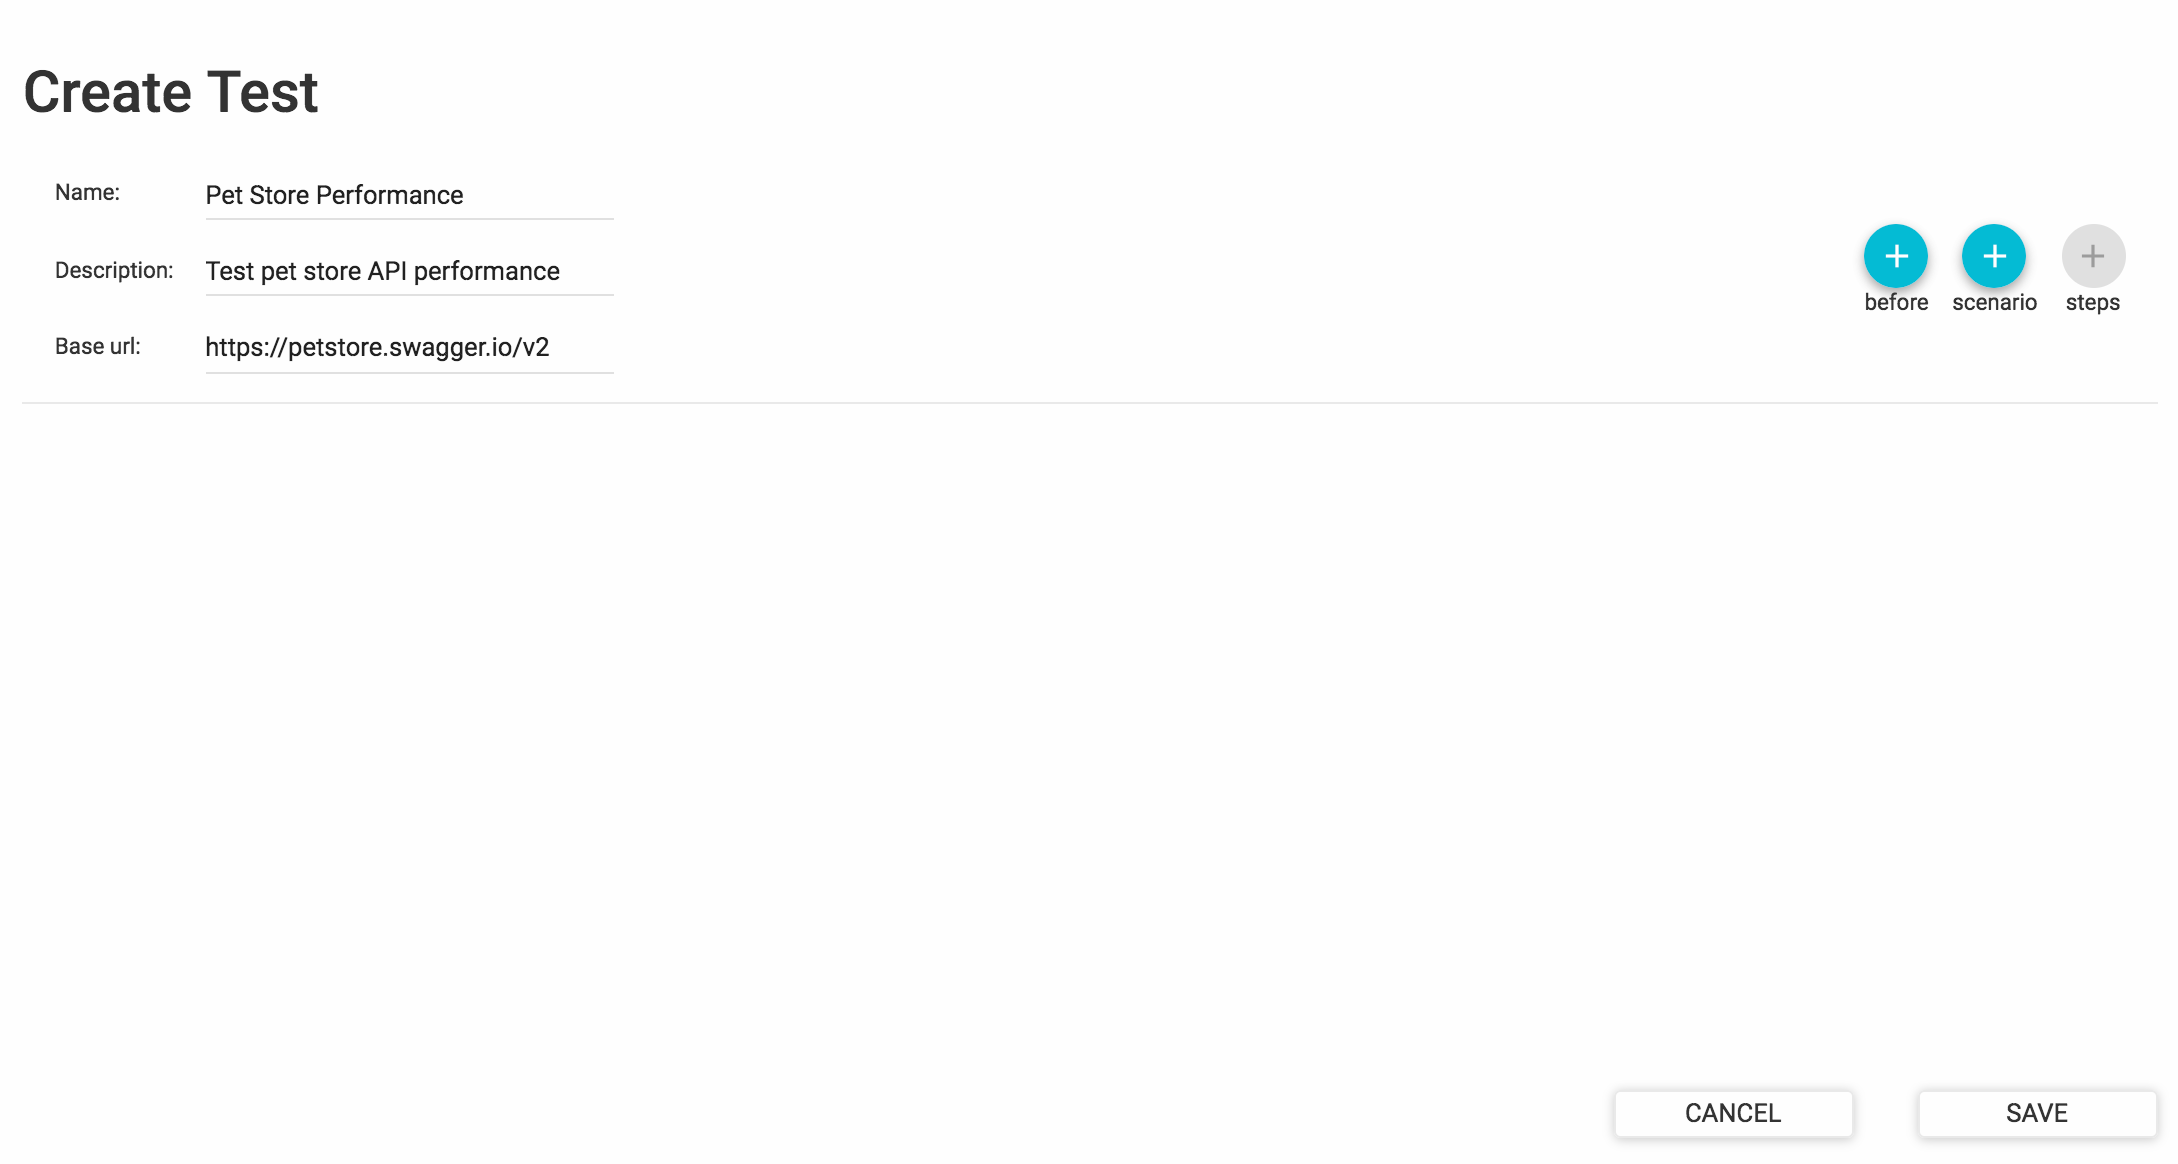 Create Test
Name: Pet Store Performance
Description: Test pet store API performance
Base url: https://petstore.swagger.io/v2
before scenario steps
CANCEL SAVE